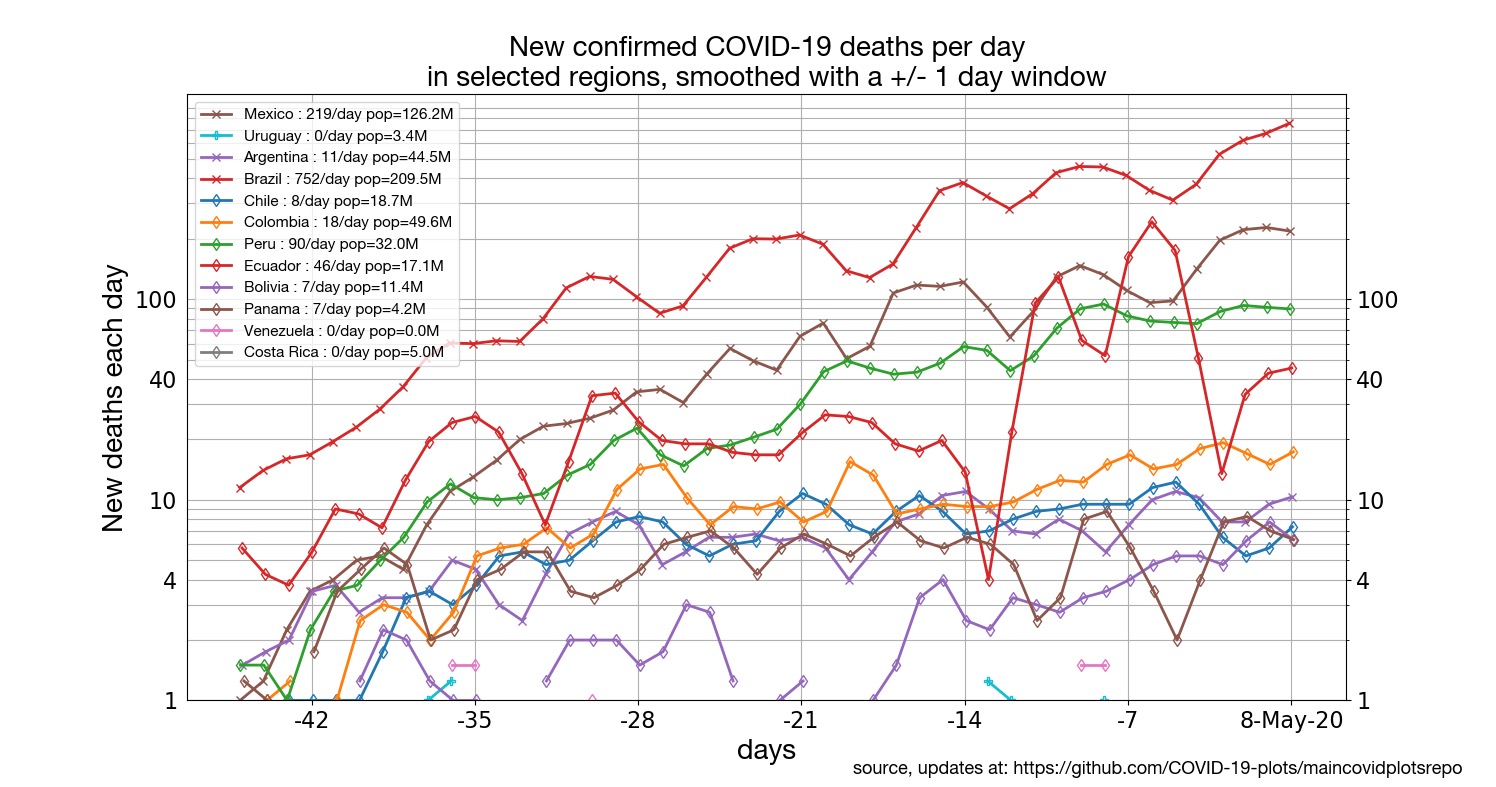 New confirmed COVID-19 deaths per day
in selected regions, smoothed with a +/- 1 day window
Mexico : 219/day pop=126.2M
Uruguay : 0/day pop=3.4M
Argentina : 11/day pop=44.5M
Brazil : 752/day pop=209.5M
Chile : 8/day pop=18.7M
Colombia : 18/day pop=49.6M
Peru : 90/day pop=32.0M
Ecuador : 46/day pop=17.1M
Bolivia : 7/day pop=11.4M
Panama : 7/day pop=4.2M
Venezuela : 0/day pop=0.0M
Costa Rica : 0/day pop=5.0M
New deaths each day
100 100
40 40
10 10
4 4
1 1
-42 -35 -28 -21 -14 -7 8-May-20
days
source, updates at: https://github.com/COVID-19-plots/maincovidplotsrepo